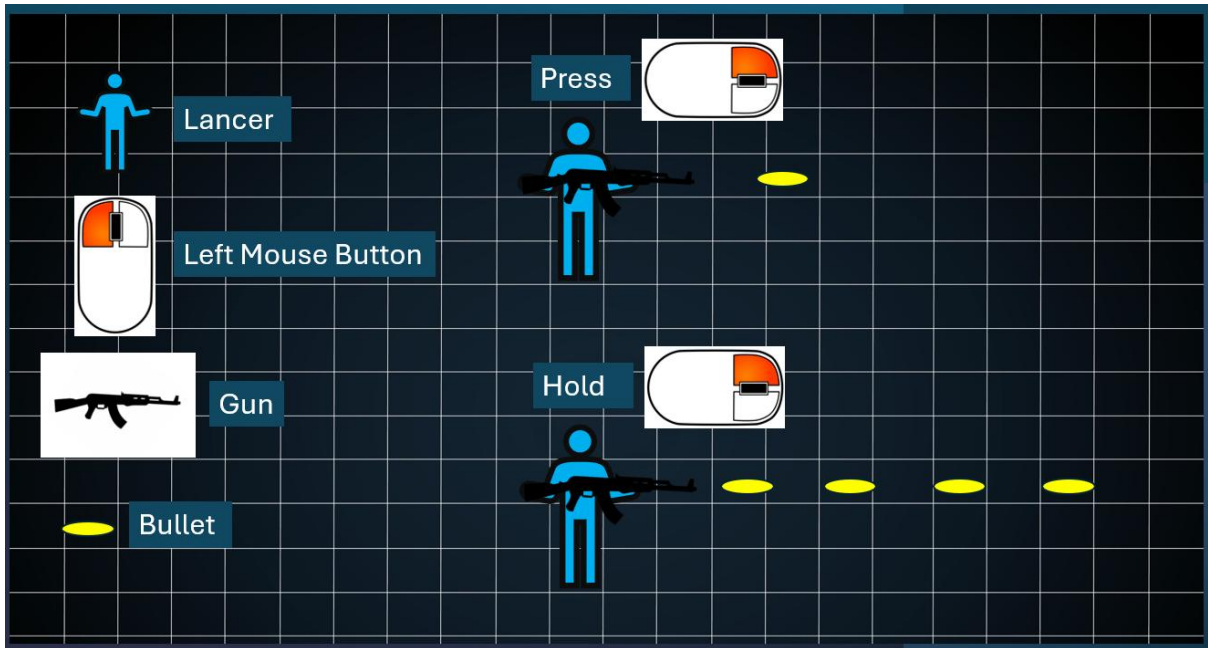 Lancer
Left Mouse Button
Gun
Bullet
Press
Hold